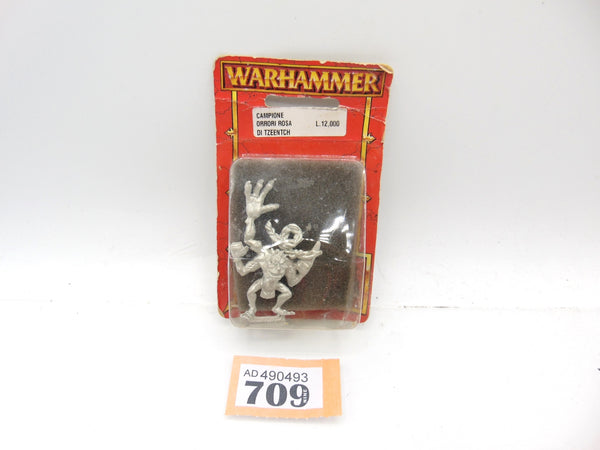 WARHAMMER
CAMPIONE
ORRORI ROSA L.12,000
DI TZEENTCH
AD 490493
709